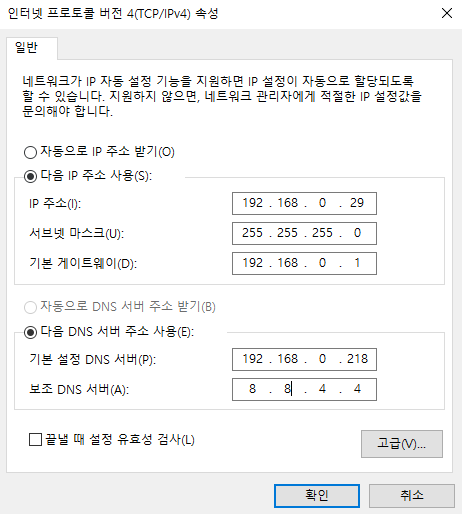 인터넷 프로토콜 버전 4(TCP/IPv4) 속성
일반
네트워크가 IP 자동 설정 기능을 지원하면 IP 설정이 자동으로 할당되도록
할 수 있습니다. 지원하지 않으면, 네트워크 관리자에게 적절한 IP 설정값을
문의해야 합니다.
자동으로 IP 주소 받기(O)
다음 IP 주소 사용(S):
IP 주소(I): 192 . 168 . 0 . 29
서브넷 마스크(U): 255 . 255 . 255 . 0
기본 게이트웨이(D): 192 . 168 . 0 . 1
자동으로 DNS 서버 주소 받기(B)
다음 DNS 서버 주소 사용(E):
기본 설정 DNS 서버(P): 192 . 168 . 0 . 218
보조 DNS 서버(A): 8 . 8 . 4 . 4
끝낼 때 설정 유효성 검사(L)
고급(V)...
확인
취소